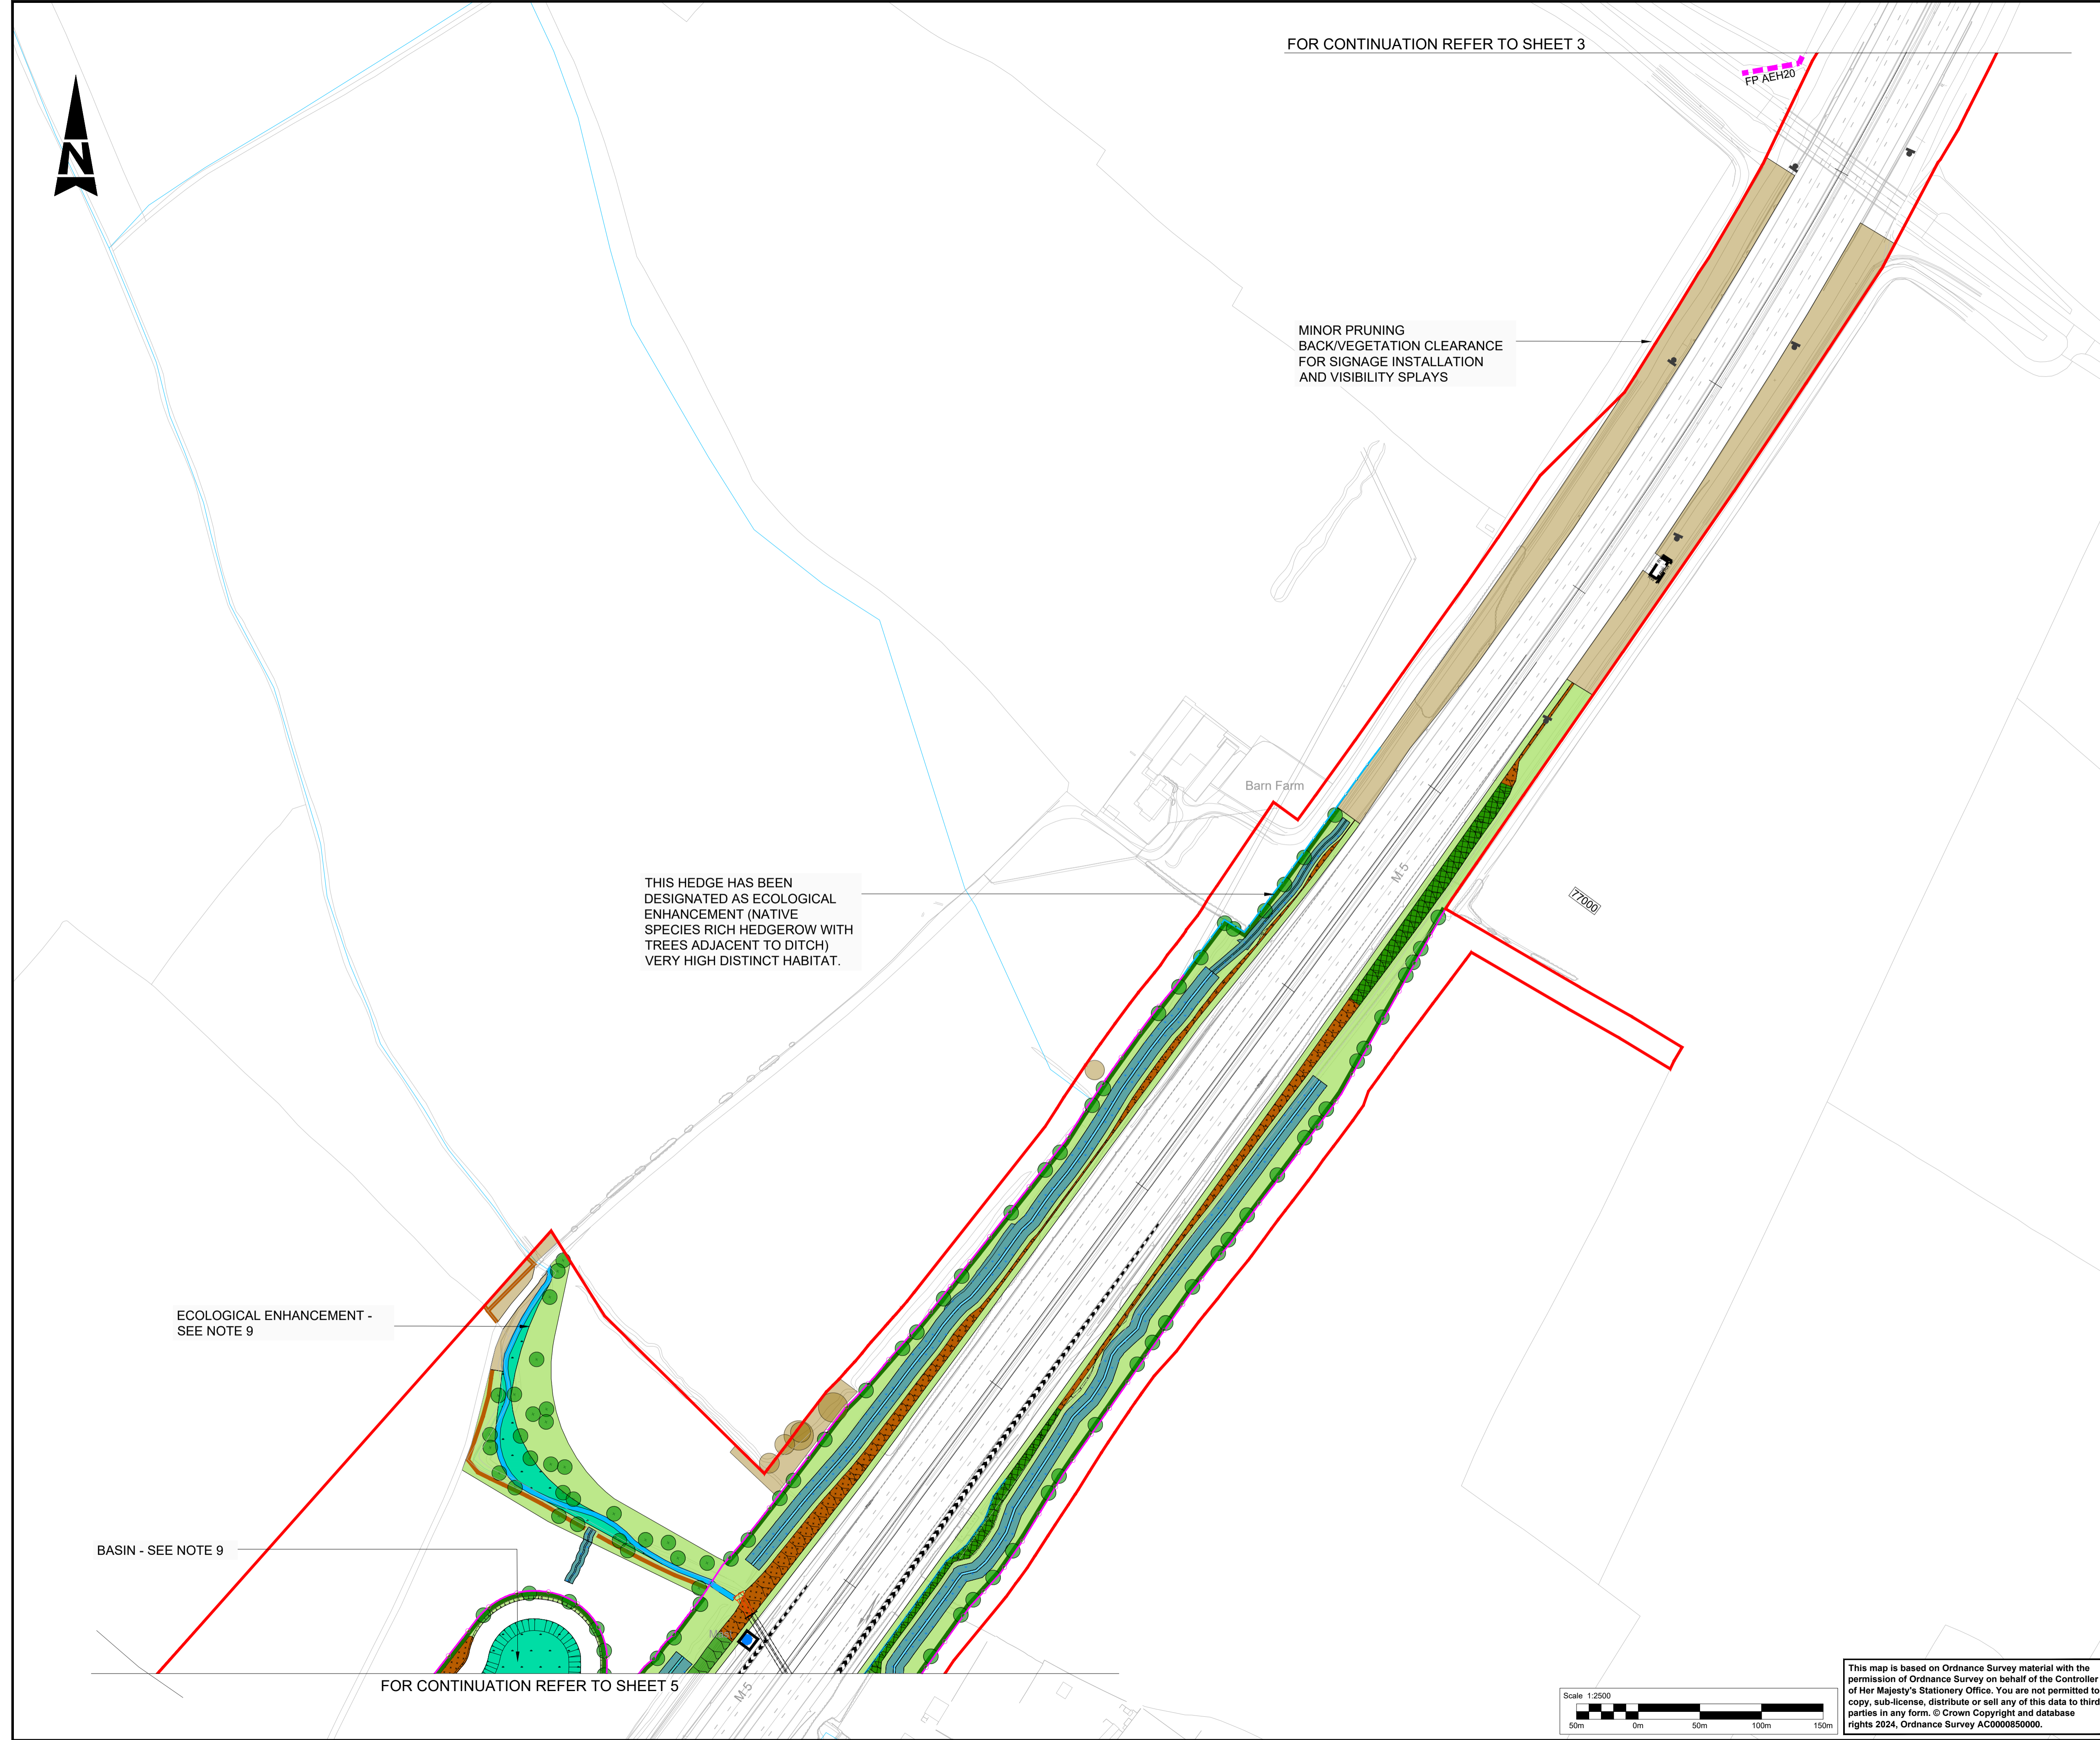 FOR CONTINUATION REFER TO SHEET 3
FP AEH20
N
MINOR PRUNING
BACK/VEGETATION CLEARANCE
FOR SIGNAGE INSTALLATION
AND VISIBILITY SPLAYS
Barn Farm
M 5
77000
THIS HEDGE HAS BEEN
DESIGNATED AS ECOLOGICAL
ENHANCEMENT (NATIVE
SPECIES RICH HEDGEROW WITH
TREES ADJACENT TO DITCH)
VERY HIGH DISTINCT HABITAT.
ECOLOGICAL ENHANCEMENT -
SEE NOTE 9
BASIN - SEE NOTE 9
FOR CONTINUATION REFER TO SHEET 5
M 5
Scale 1:2500
50m 0m 50m 100m 150m
This map is based on Ordnance Survey material with the
permission of Ordnance Survey on behalf of the Controller
of Her Majesty's Stationery Office. You are not permitted to
copy, sub-license, distribute or sell any of this data to third
parties in any form. © Crown Copyright and database
rights 2024, Ordnance Survey AC0000850000.